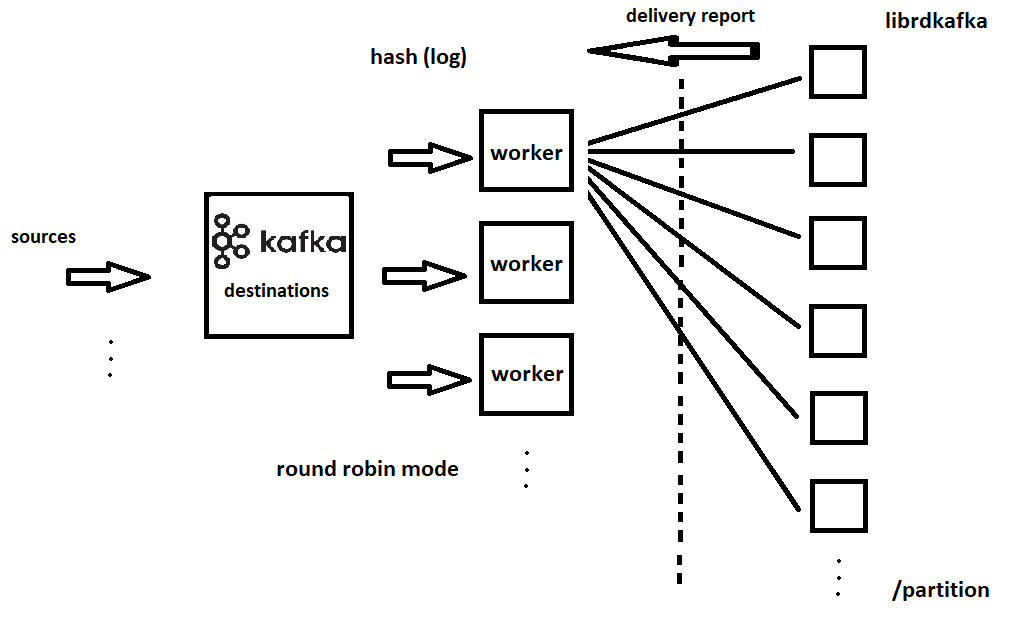 delivery report
librdkafka
hash (log)
worker
sources
kafka
destinations
worker
worker
round robin mode
/partition